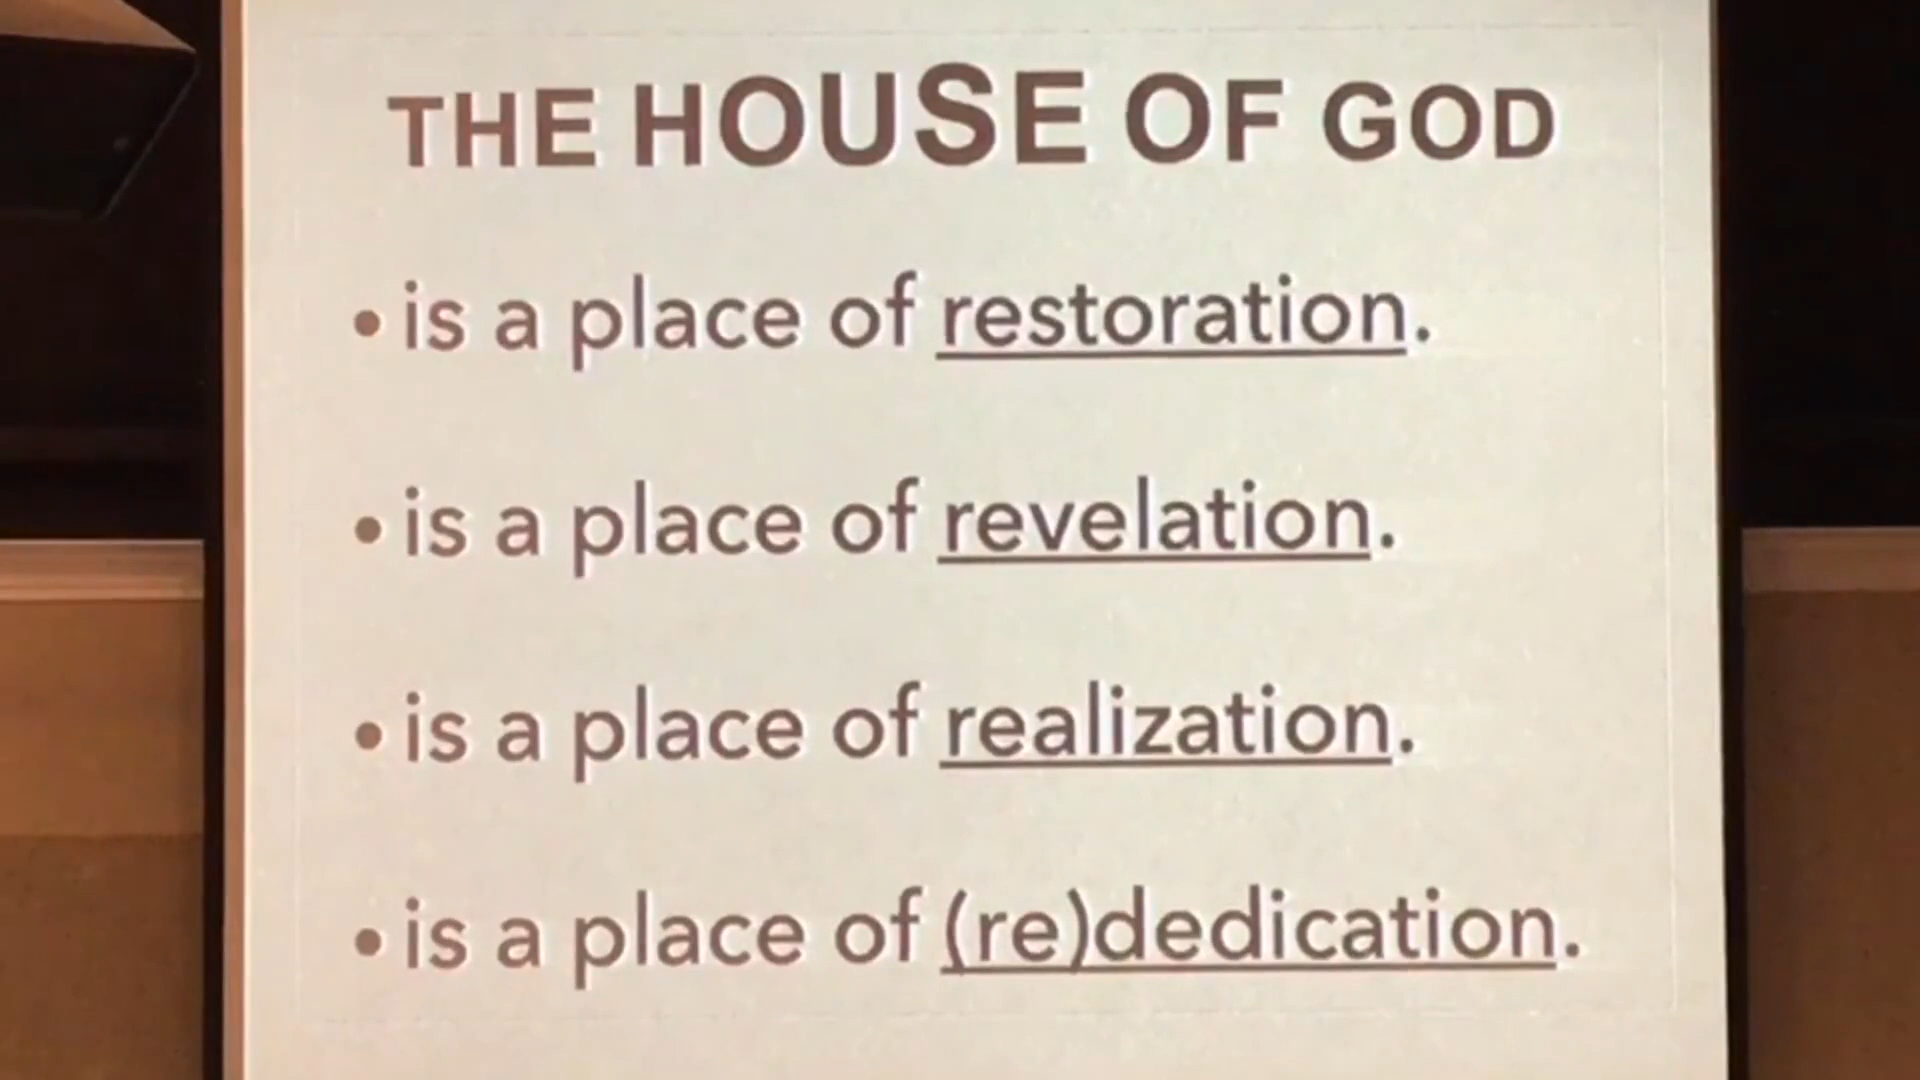 THE HOUSE OF GOD
• is a place of restoration.
• is a place of revelation.
• is a place of realization.
• is a place of (re)dedication.